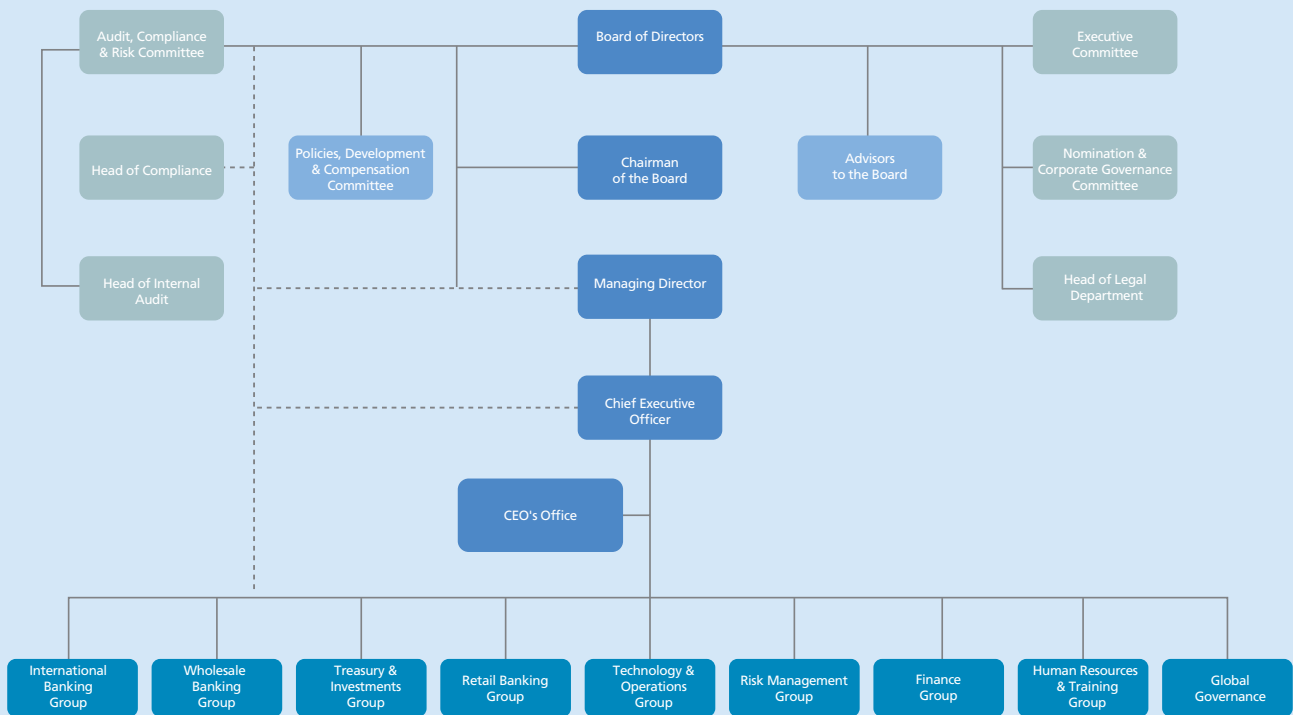 Audit, Compliance
& Risk Committee
Board of Directors
Executive
Committee
Head of Compliance
Policies, Development
& Compensation
Committee
Chairman
of the Board
Advisors
to the Board
Nomination &
Corporate Governance
Committee
Head of Internal
Audit
Managing Director
Head of Legal
Department
Chief Executive
Officer
CEO's Office
International
Banking
Group
Wholesale
Banking
Group
Treasury &
Investments
Group
Retail Banking
Group
Technology &
Operations
Group
Risk Management
Group
Finance
Group
Human Resources
& Training
Group
Global
Governance